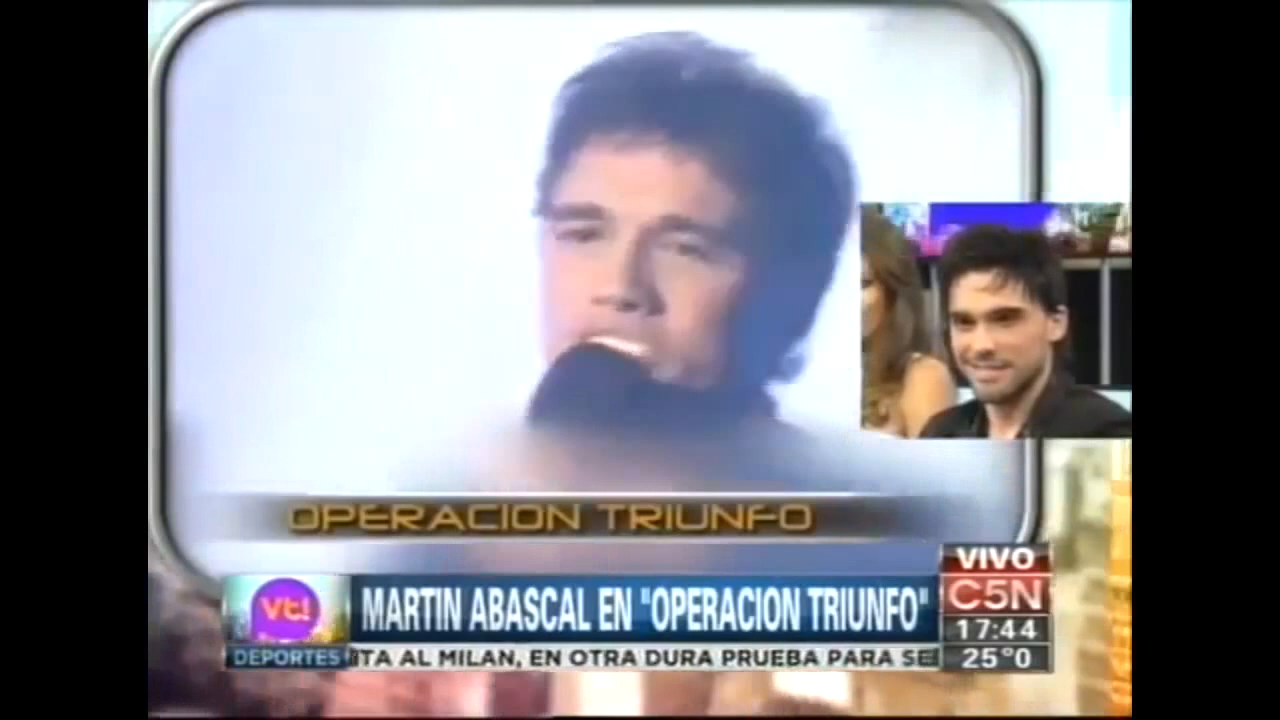 OPERACION TRIUNFO
vt!
MARTIN ABASCAL EN "OPERACION TRIUNFO"
VIVO
C5N
17:44
25°0
DEPORTES
ITA AL MILAN, EN OTRA DURA PRUEBA PARA SE